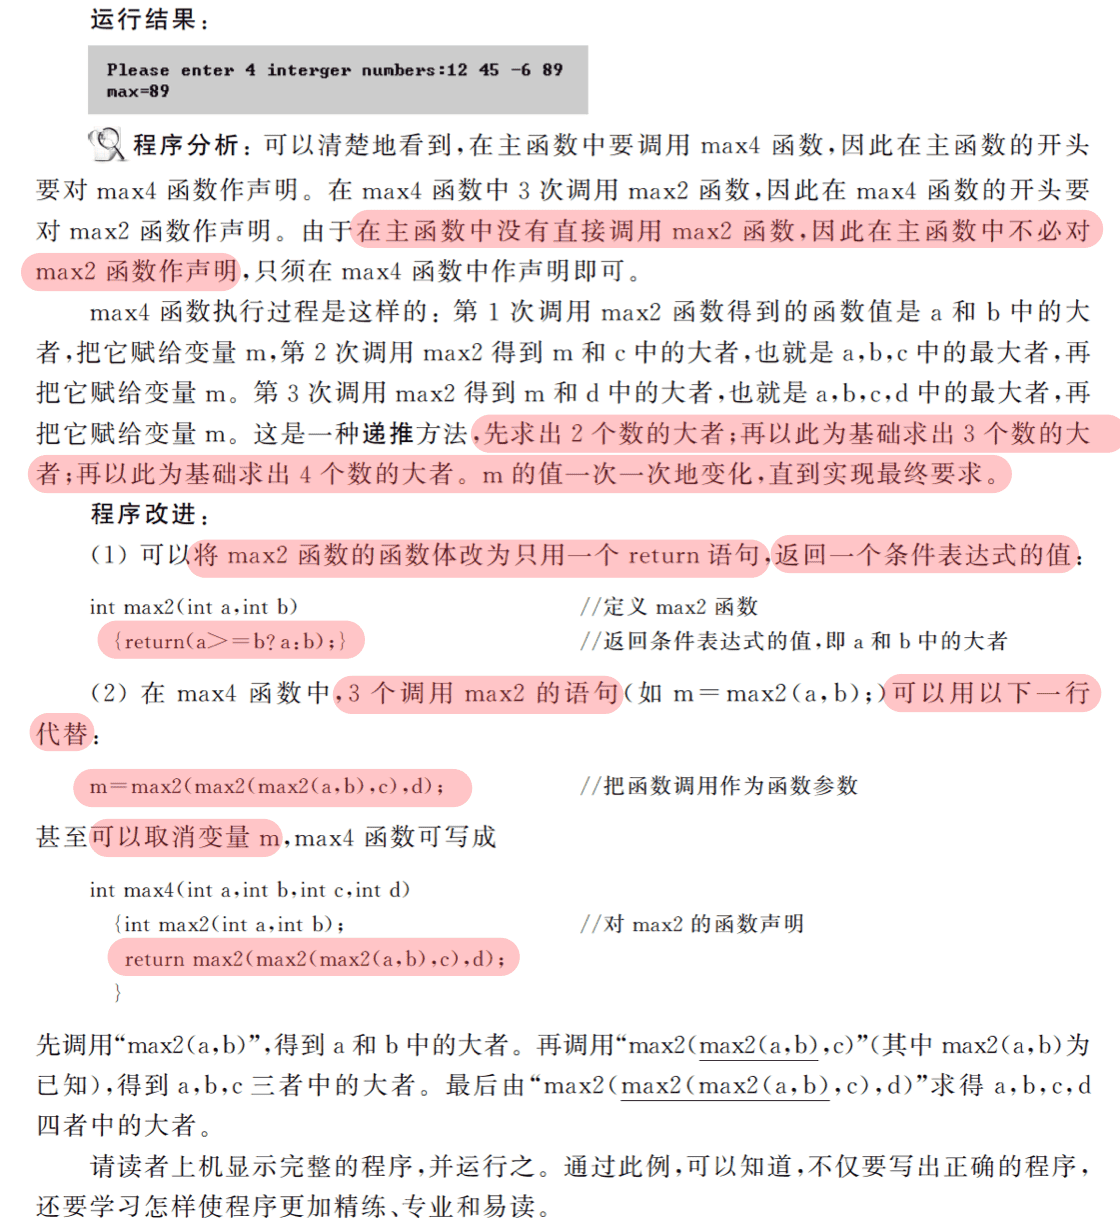 运行结果:
Please enter 4 interger numbers:12 45 -6 89
max=89
程序分析:可以清楚地看到,在主函数中要调用 max4 函数,因此在主函数的开头
要对 max4 函数作声明。在 max4 函数中 3 次调用 max2 函数,因此在 max4 函数的开头要
对 max2 函数作声明。由于在主函数中没有直接调用 max2 函数,因此在主函数中不必对
max2 函数作声明,只须在 max4 函数中作声明即可。
max4 函数执行过程是这样的:第 1 次调用 max2 函数得到的函数值是 a 和 b 中的大
者,把它赋给变量 m,第 2 次调用 max2 得到 m 和 c 中的大者,也就是 a,b,c 中的最大者,再
把它赋给变量 m。第 3 次调用 max2 得到 m 和 d 中的大者,也就是 a,b,c,d 中的最大者,再
把它赋给变量 m。这是一种递推方法,先求出 2 个数的大者;再以此为基础求出 3 个数的大
者;再以此为基础求出 4 个数的大者。m 的值一次一次地变化,直到实现最终要求。
程序改进:
(1) 可以将 max2 函数的函数体改为只用一个 return 语句,返回一个条件表达式的值:
int max2(int a,int b) //定义 max2 函数
{return(a>=b?a:b);} //返回条件表达式的值,即 a 和 b 中的大者
(2) 在 max4 函数中,3 个调用 max2 的语句(如 m=max2(a,b);)可以用以下一行
代替:
m=max2(max2(max2(a,b),c),d); //把函数调用作为函数参数
甚至可以取消变量 m,max4 函数可写成
int max4(int a,int b,int c,int d)
{int max2(int a,int b); //对 max2 的函数声明
return max2(max2(max2(a,b),c),d);
}
先调用“max2(a,b)”,得到 a 和 b 中的大者。再调用“max2(max2(a,b),c)”(其中 max2(a,b)为
已知),得到 a,b,c 三者中的大者。最后由“max2(max2(max2(a,b),c),d)”求得 a,b,c,d
四者中的大者。
请读者上机显示完整的程序,并运行之。通过此例,可以知道,不仅要写出正确的程序,
还要学习怎样使程序更加精练、专业和易读。